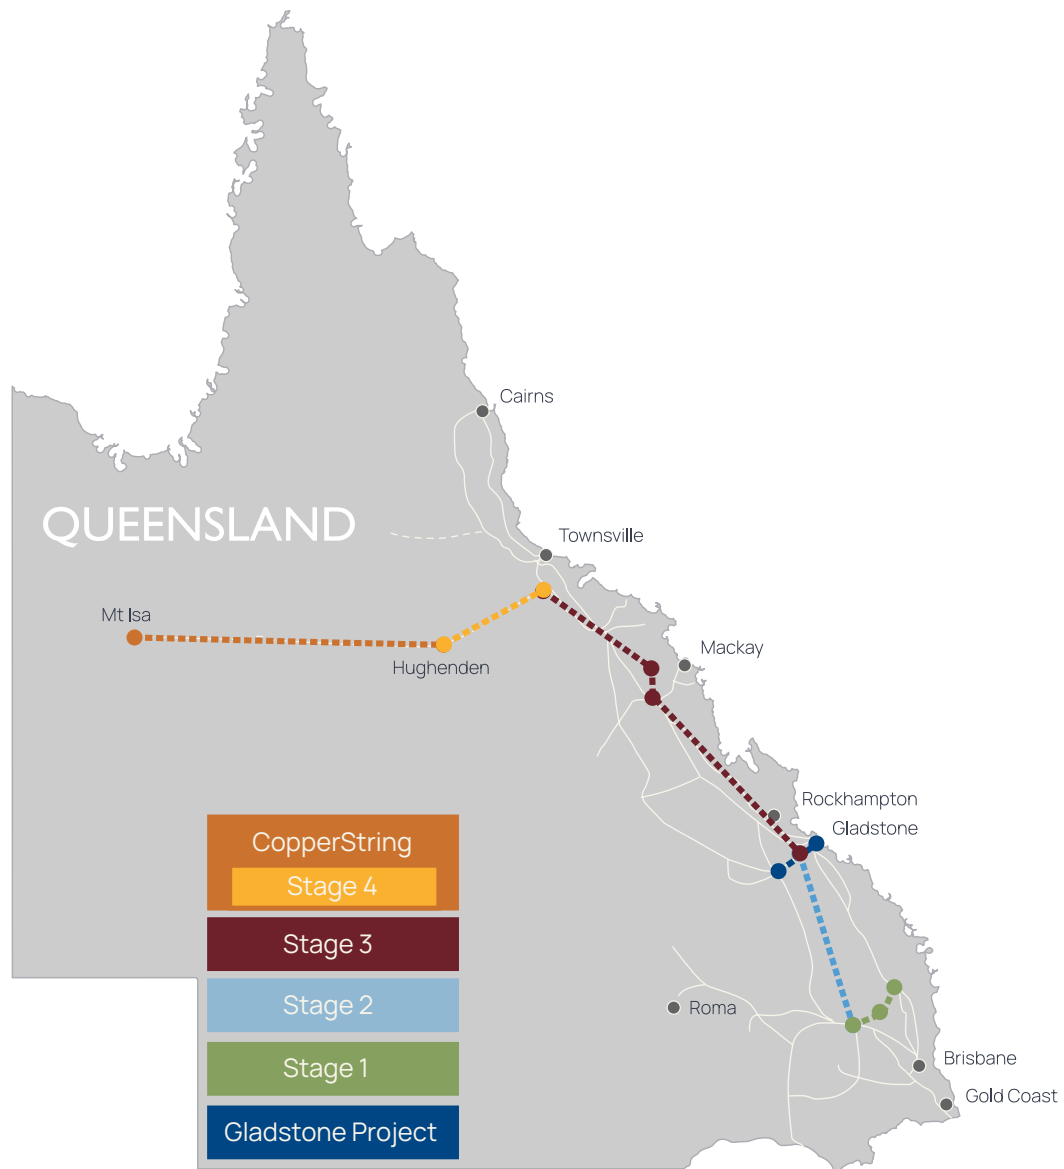 Cairns
QUEENSLAND
Townsville
Mt Isa
Hughenden
Mackay
Rockhampton
Gladstone
CopperString
Stage 4
Stage 3
Stage 2
Stage 1
Gladstone Project
Roma
Brisbane
Gold Coast